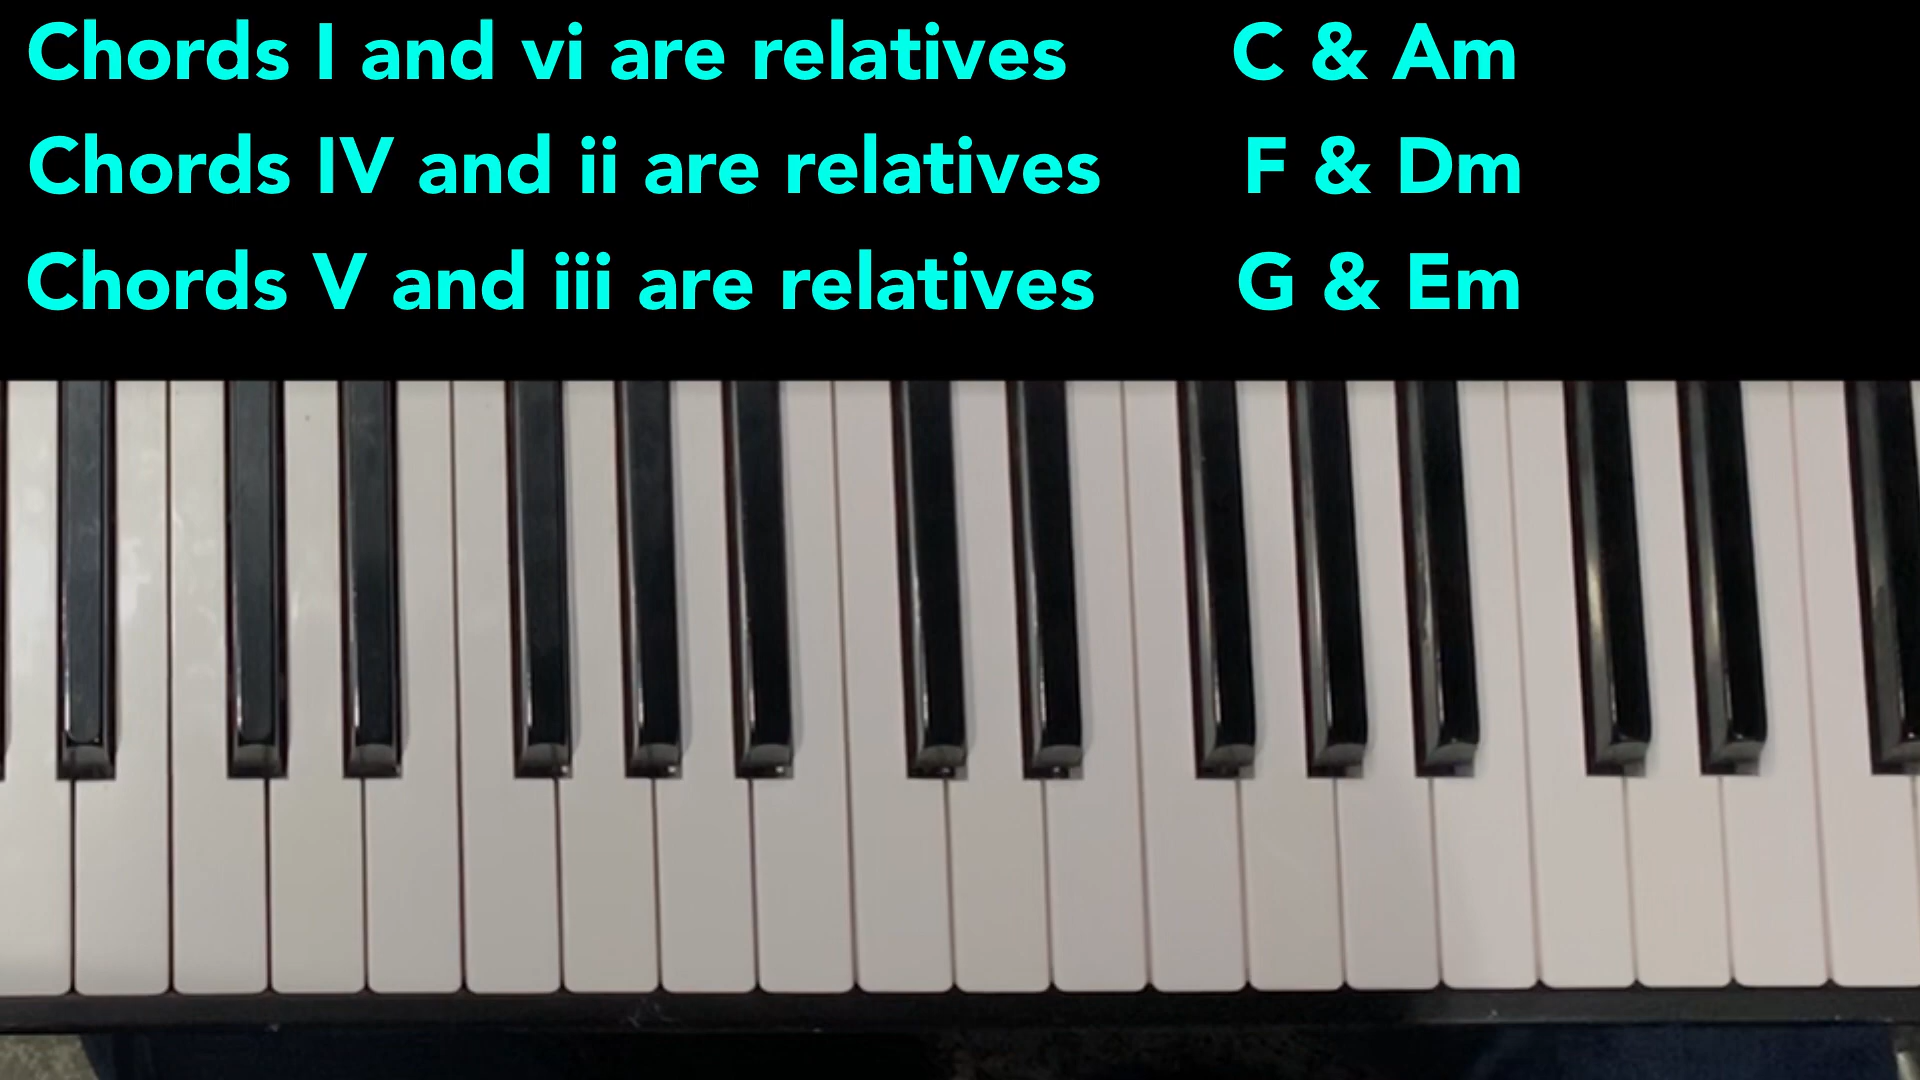 Chords I and vi are relatives C & Am
Chords IV and ii are relatives F & Dm
Chords V and iii are relatives G & Em